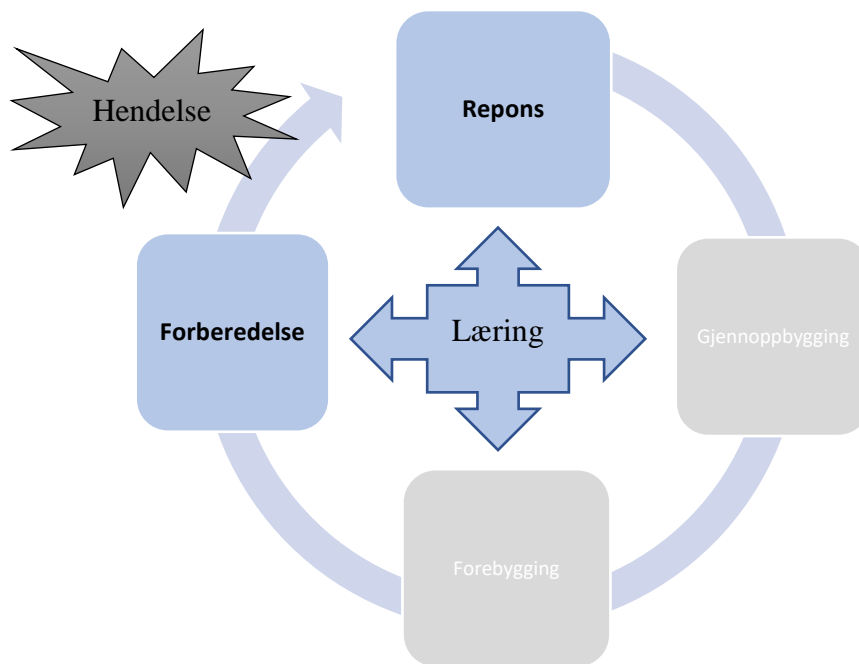 Hendelse
Repons
Forberedelse
Læring
Gjennoppbygging
Forebygging